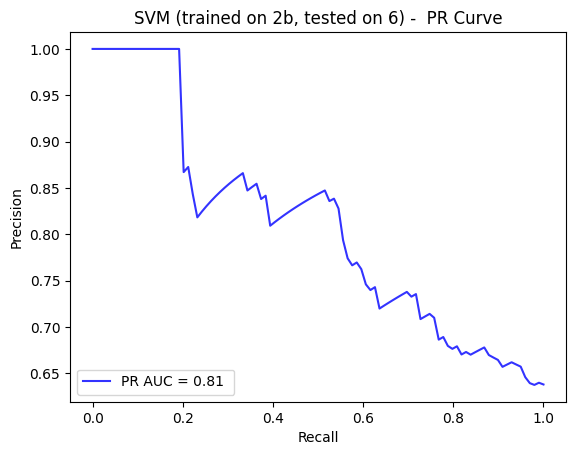 SVM (trained on 2b, tested on 6) - PR Curve
1.00
0.95
0.90
0.85
0.80
0.75
0.70
0.65
Precision
PR AUC = 0.81
0.0 0.2 0.4 0.6 0.8 1.0
Recall